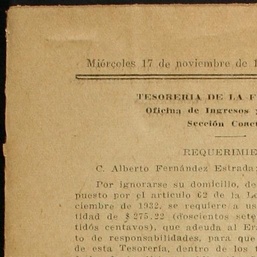 Miércoles 17 de noviembre de 1
TESORERIA DE LA F
Oficina de Ingresos
Sección Coac
REQUERIMIE
C. Alberto Fernández Estrada
Por ignorarse su domicilio, de
puesto por el artículo 62 de la Le
ciembre de 1932, se requiere a us
tidad de $ 275.22 (doscientos sete
tidós centavos), que adeuda al Er
to de responsabilidades, para que
de esta Tesorería, dentro de los